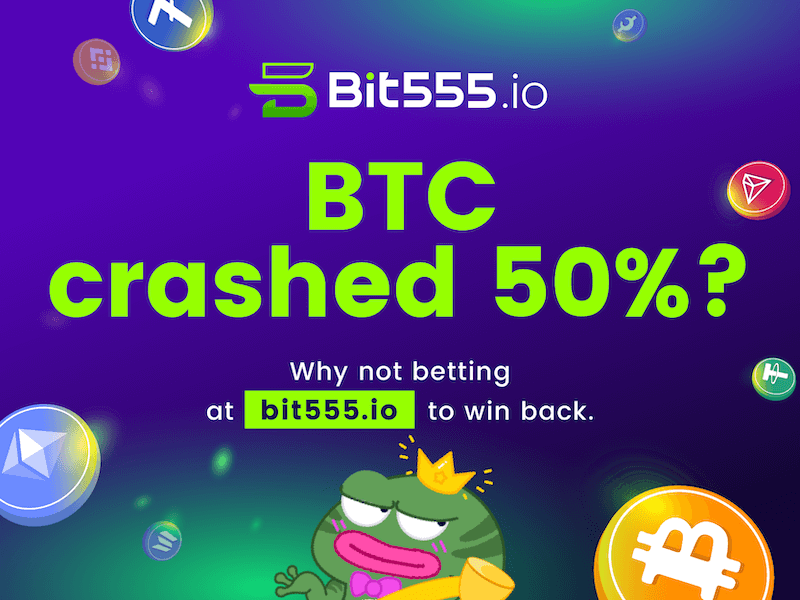 Bit555.io
BTC
crashed 50%?
Why not betting
at bit555.io to win back.